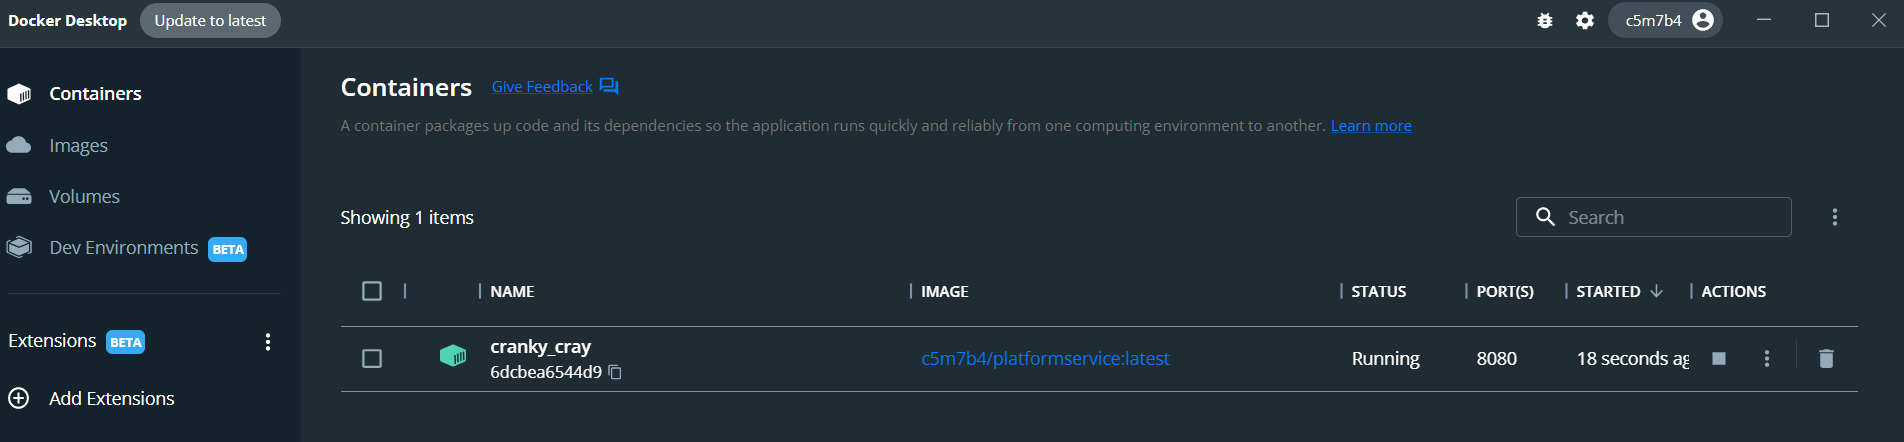 Docker Desktop Update to latest c5m7b4
Containers
Images
Volumes
Dev Environments BETA
Extensions BETA
Add Extensions
Containers Give Feedback
A container packages up code and its dependencies so the application runs quickly and reliably from one computing environment to another. Learn more
Showing 1 items Search
NAME IMAGE STATUS PORT(S) STARTED ACTIONS
cranky_cray
6dcbea6544d9
c5m7b4/platformservice:latest Running 8080 18 seconds ag